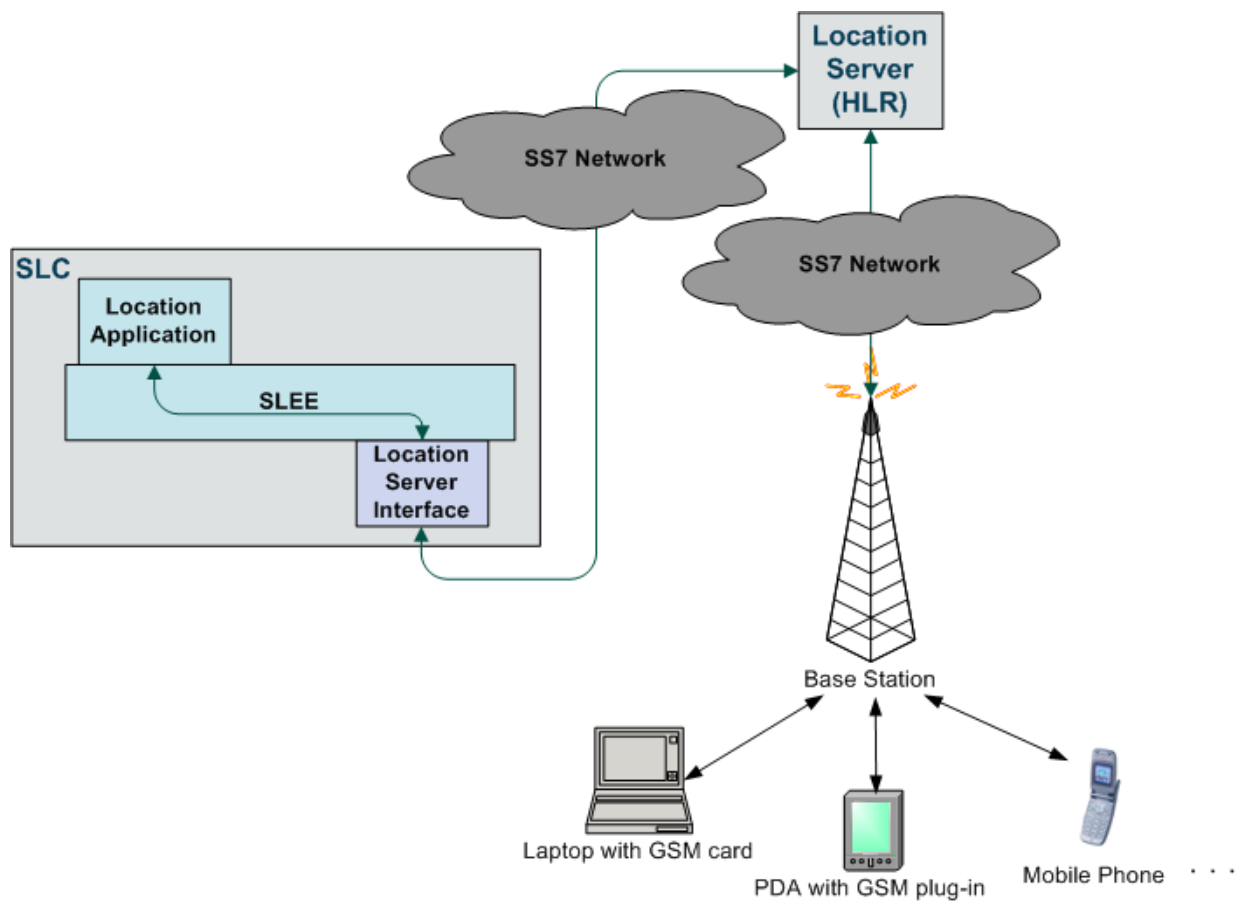 Location
Server
(HLR)
SS7 Network
SS7 Network
SLC
Location
Application
SLEE
Location
Server
Interface
Base Station
Laptop with GSM card
PDA with GSM plug-in
Mobile Phone . . .